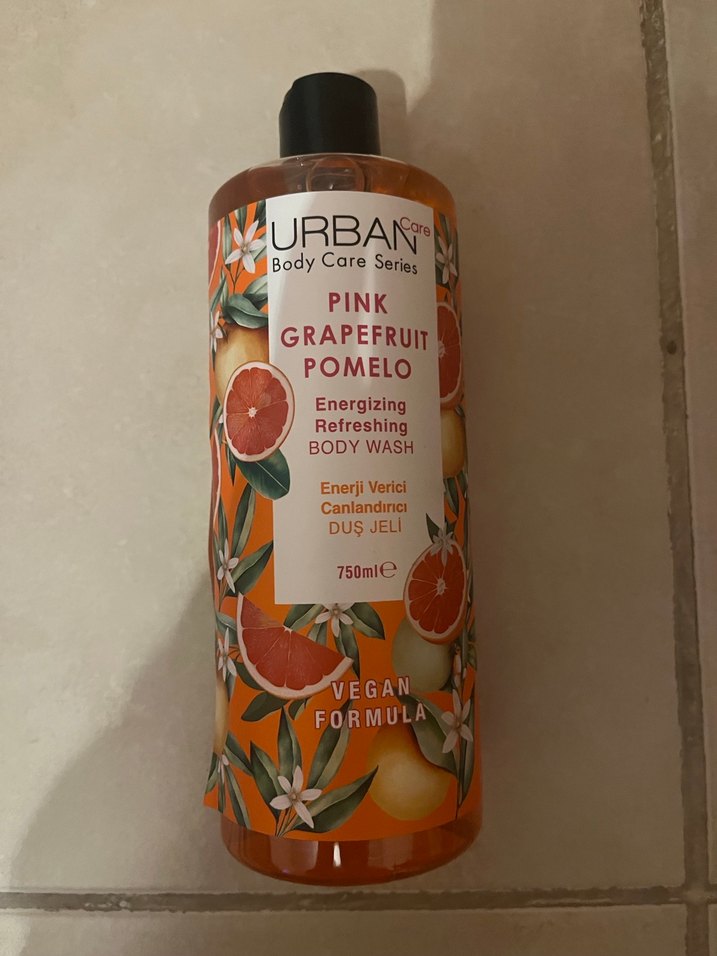 URBAN Care
Body Care Series
PINK
GRAPEFRUIT
POMELO
Energizing
Refreshing
BODY WASH
Enerji Verici
Canlandırıcı
DUŞ JELİ
750ml℮
VEGAN
FORMULA